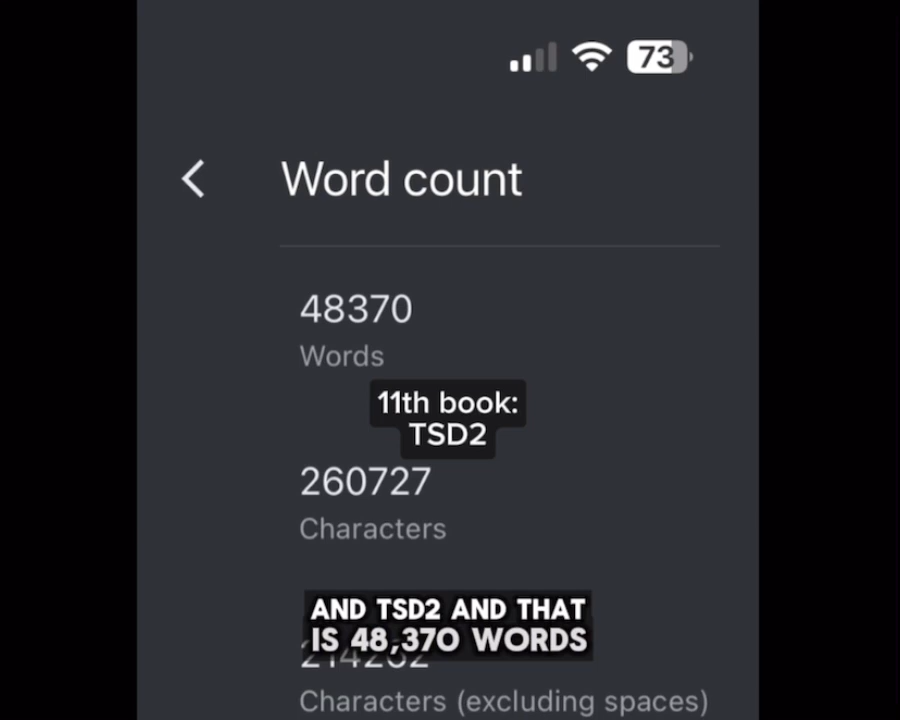 73
Word count
48370
Words
11th book:
TSD2
260727
Characters
AND TSD2 AND THAT
IS 48,370 WORDS
Characters (excluding spaces)